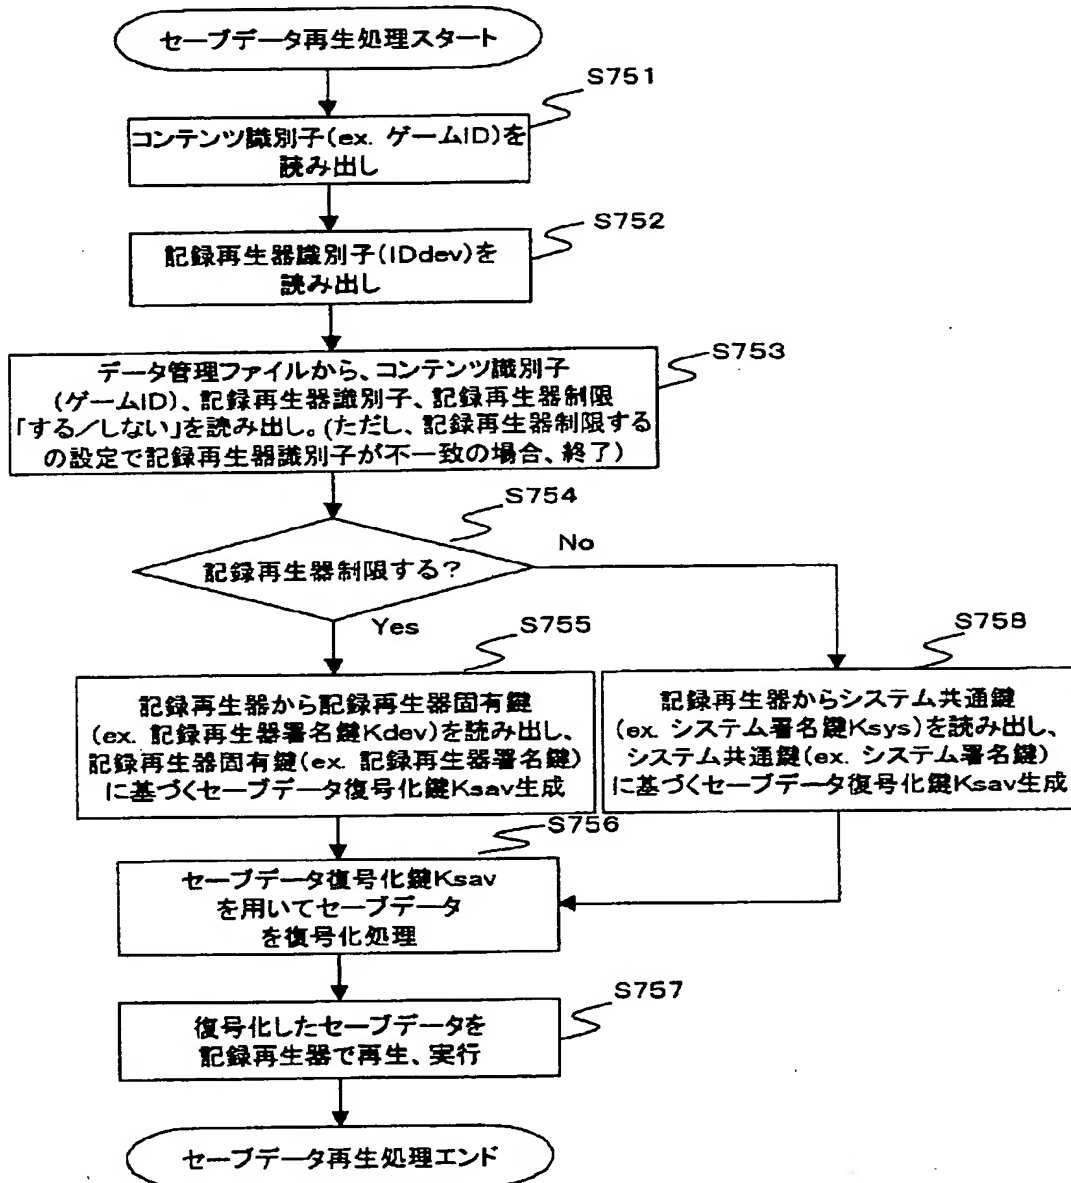 セーブデータ再生処理スタート
S751
コンテンツ識別子(ex. ゲームID)を
読み出し
S752
記録再生器識別子(IDdev)を
読み出し
S753
データ管理ファイルから、コンテンツ識別子
(ゲームID)、記録再生器識別子、記録再生器制限
「する／しない」を読み出し。(ただし、記録再生器制限する
の設定で記録再生器識別子が不一致の場合、終了)
S754
記録再生器制限する？
No
Yes
S755
記録再生器から記録再生器固有鍵
(ex. 記録再生器署名鍵Kdev)を読み出し、
記録再生器固有鍵(ex. 記録再生器署名鍵)
に基づくセーブデータ復号化鍵Ksav生成
S758
記録再生器からシステム共通鍵
(ex. システム署名鍵Ksys)を読み出し、
システム共通鍵(ex. システム署名鍵)
に基づくセーブデータ復号化鍵Ksav生成
S756
セーブデータ復号化鍵Ksav
を用いてセーブデータ
を復号化処理
S757
復号化したセーブデータを
記録再生器で再生、実行
セーブデータ再生処理エンド